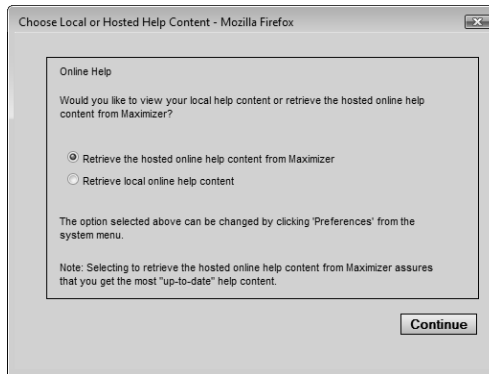 Choose Local or Hosted Help Content - Mozilla Firefox
Online Help
Would you like to view your local help content or retrieve the hosted online help
content from Maximizer?
Retrieve the hosted online help content from Maximizer
Retrieve local online help content
The option selected above can be changed by clicking 'Preferences' from the
system menu.
Note: Selecting to retrieve the hosted online help content from Maximizer assures
that you get the most "up-to-date" help content.
Continue